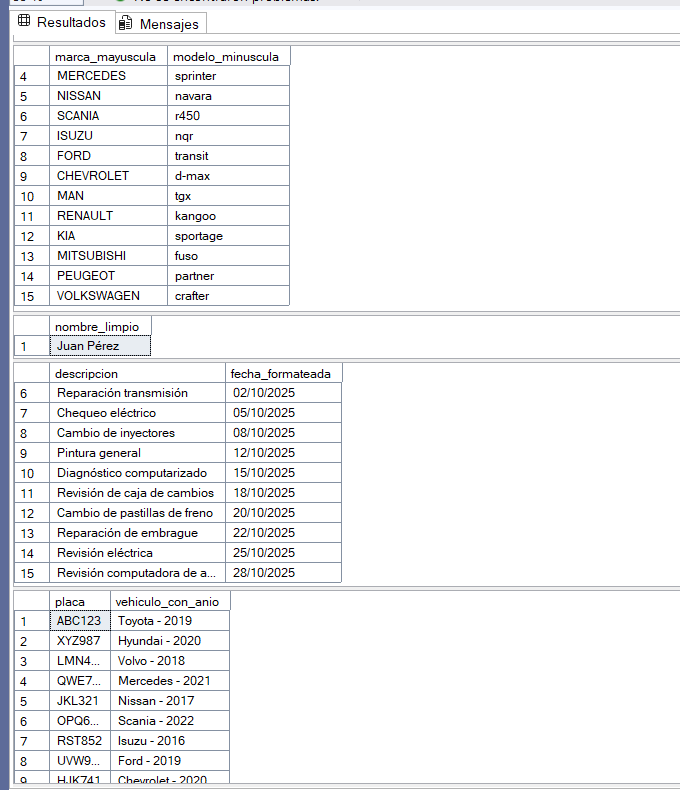 Resultados Mensajes
marca_mayuscula modelo_minuscula
4 MERCEDES sprinter
5 NISSAN navara
6 SCANIA r450
7 ISUZU nqr
8 FORD transit
9 CHEVROLET d-max
10 MAN tgx
11 RENAULT kangoo
12 KIA sportage
13 MITSUBISHI fuso
14 PEUGEOT partner
15 VOLKSWAGEN crafter
nombre_limpio
1 Juan Pérez
descripcion fecha_formateada
6 Reparación transmisión 02/10/2025
7 Chequeo eléctrico 05/10/2025
8 Cambio de inyectores 08/10/2025
9 Pintura general 12/10/2025
10 Diagnóstico computarizado 15/10/2025
11 Revisión de caja de cambios 18/10/2025
12 Cambio de pastillas de freno 20/10/2025
13 Reparación de embrague 22/10/2025
14 Revisión eléctrica 25/10/2025
15 Revisión computadora de a... 28/10/2025
placa vehiculo_con_anio
1 ABC123 Toyota - 2019
2 XYZ987 Hyundai - 2020
3 LMN4... Volvo - 2018
4 QWE7... Mercedes - 2021
5 JKL321 Nissan - 2017
6 OPQ6... Scania - 2022
7 RST852 Isuzu - 2016
8 UVW9... Ford - 2019
9 HJK741 Chevrolet - 2020